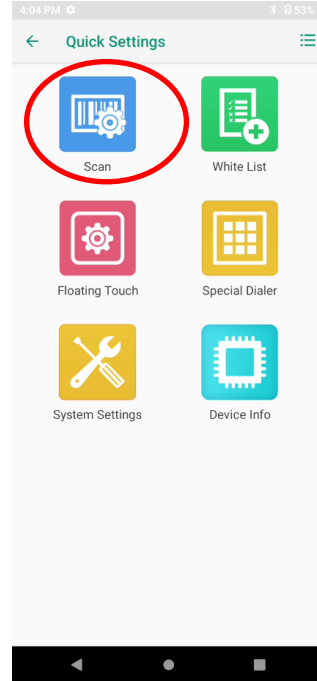 4:04 PM 53%
Quick Settings
Scan White List
Floating Touch Special Dialer
System Settings Device Info